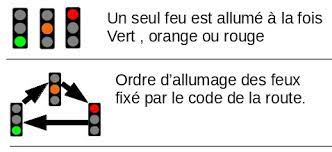 Un seul feu est allumé à la fois
Vert , orange ou rouge
Ordre d'allumage des feux
fixé par le code de la route.